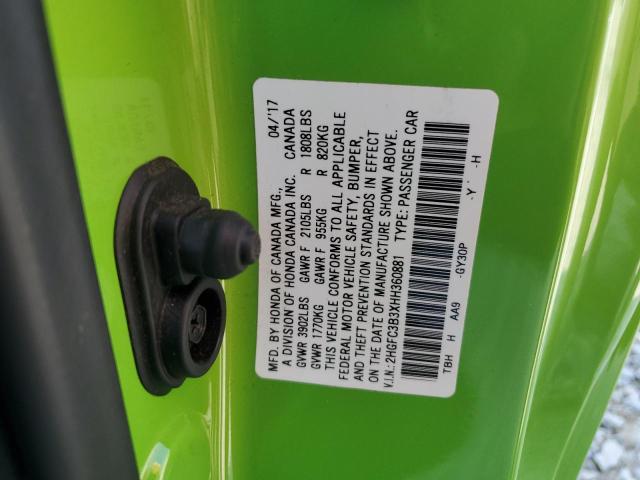 MFD. BY HONDA OF CANADA MFG., 04/'17
A DIVISION OF HONDA CANADA INC. CANADA
GVWR 3902LBS GAWR F 2105LBS R 1808LBS
GVWR 1770KG GAWR F 955KG R 820KG
THIS VEHICLE CONFORMS TO ALL APPLICABLE
FEDERAL MOTOR VEHICLE SAFETY, BUMPER,
AND THEFT PREVENTION STANDARDS IN EFFECT
ON THE DATE OF MANUFACTURE SHOWN ABOVE.
V.I.N.: 2HGFC3B3XHH360881 TYPE: PASSENGER CAR
TBH H AA9 -GY30P -Y -H